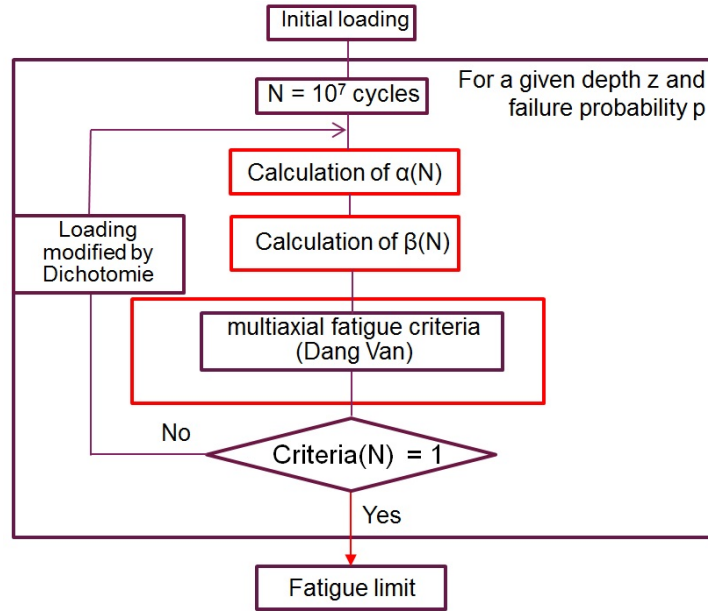 Initial loading
For a given depth z and
failure probability p
N = 10⁷ cycles
Calculation of α(N)
Loading
modified by
Dichotomie
Calculation of β(N)
multiaxial fatigue criteria
(Dang Van)
No
Criteria(N) = 1
Yes
Fatigue limit